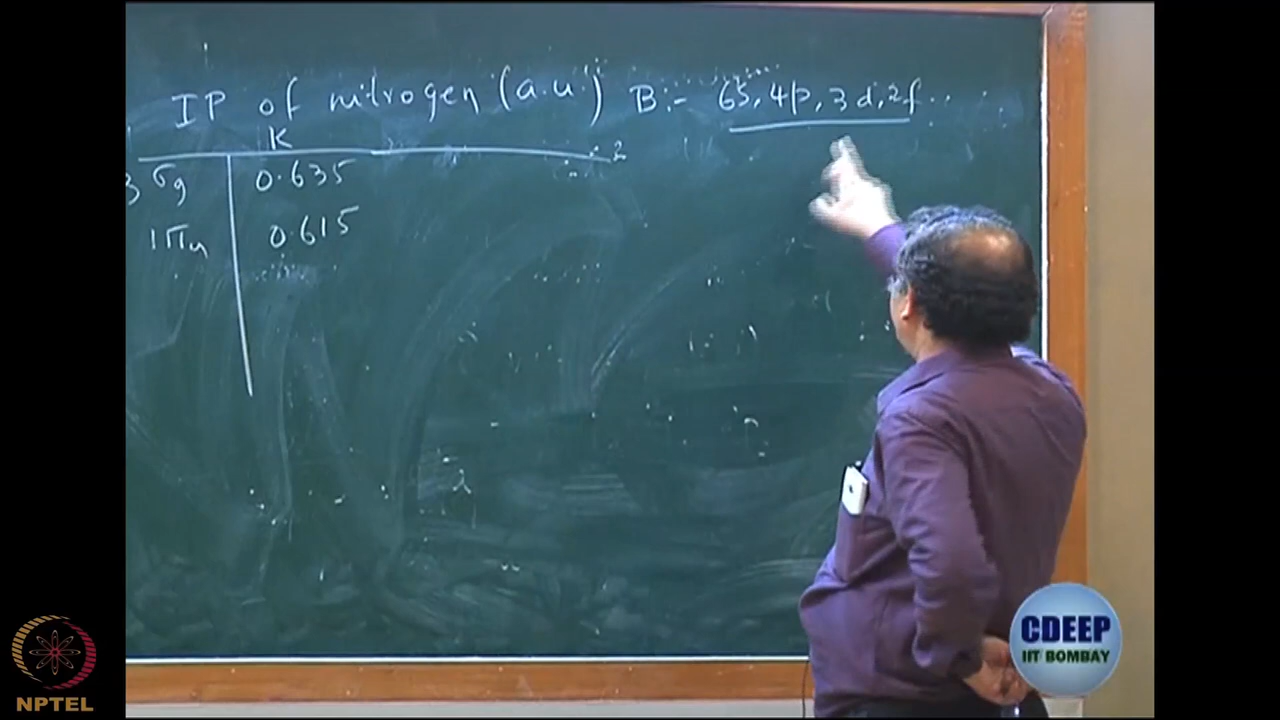 IP of nitrogen (a.u.) B:- 6s, 4p, 3d, 2f..
K
3σg 0.635
1πu 0.615
CDEEP
IIT BOMBAY
NPTEL